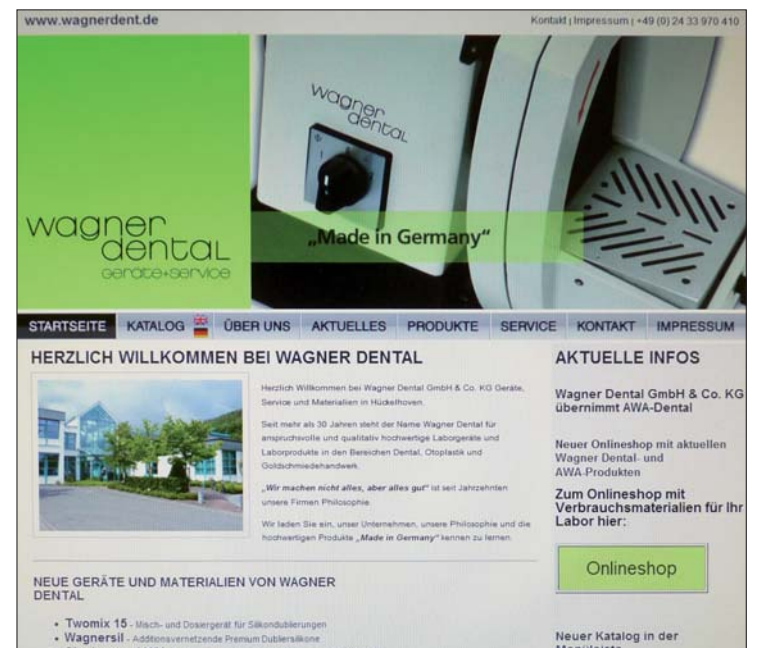 www.wagnerdent.de
Kontakt | Impressum | +49 (0) 24 33 970 410
wagner
dental
wagner
dental
geräte+service
„Made in Germany“
STARTSEITE KATALOG ÜBER UNS AKTUELLES PRODUKTE SERVICE KONTAKT IMPRESSUM
HERZLICH WILLKOMMEN BEI WAGNER DENTAL
Herzlich Willkommen bei Wagner Dental GmbH & Co. KG Geräte,
Service und Materialien in Hückelhoven.
Seit mehr als 30 Jahren steht der Name Wagner Dental für
anspruchsvolle und qualitativ hochwertige Laborgeräte und
Laborprodukte in den Bereichen Dental, Otoplastik und
Goldschmiedehandwerk.
„Wir machen nicht alles, aber alles gut“ ist seit Jahrzehnten
unsere Firmen Philosophie.
Wir laden Sie ein, unser Unternehmen, unsere Philosophie und die
hochwertigen Produkte „Made in Germany“ kennen zu lernen.
NEUE GERÄTE UND MATERIALIEN VON WAGNER
DENTAL
• Twomix 15 - Misch- und Dosiergerät für Silikondublierungen
• Wagnersil - Additionsvernetzende Premium Dubliersilikone
AKTUELLE INFOS
Wagner Dental GmbH & Co. KG
übernimmt AWA-Dental
Neuer Onlineshop mit aktuellen
Wagner Dental- und
AWA-Produkten
Zum Onlineshop mit
Verbrauchsmaterialien für Ihr
Labor hier:
Onlineshop
Neuer Katalog in der